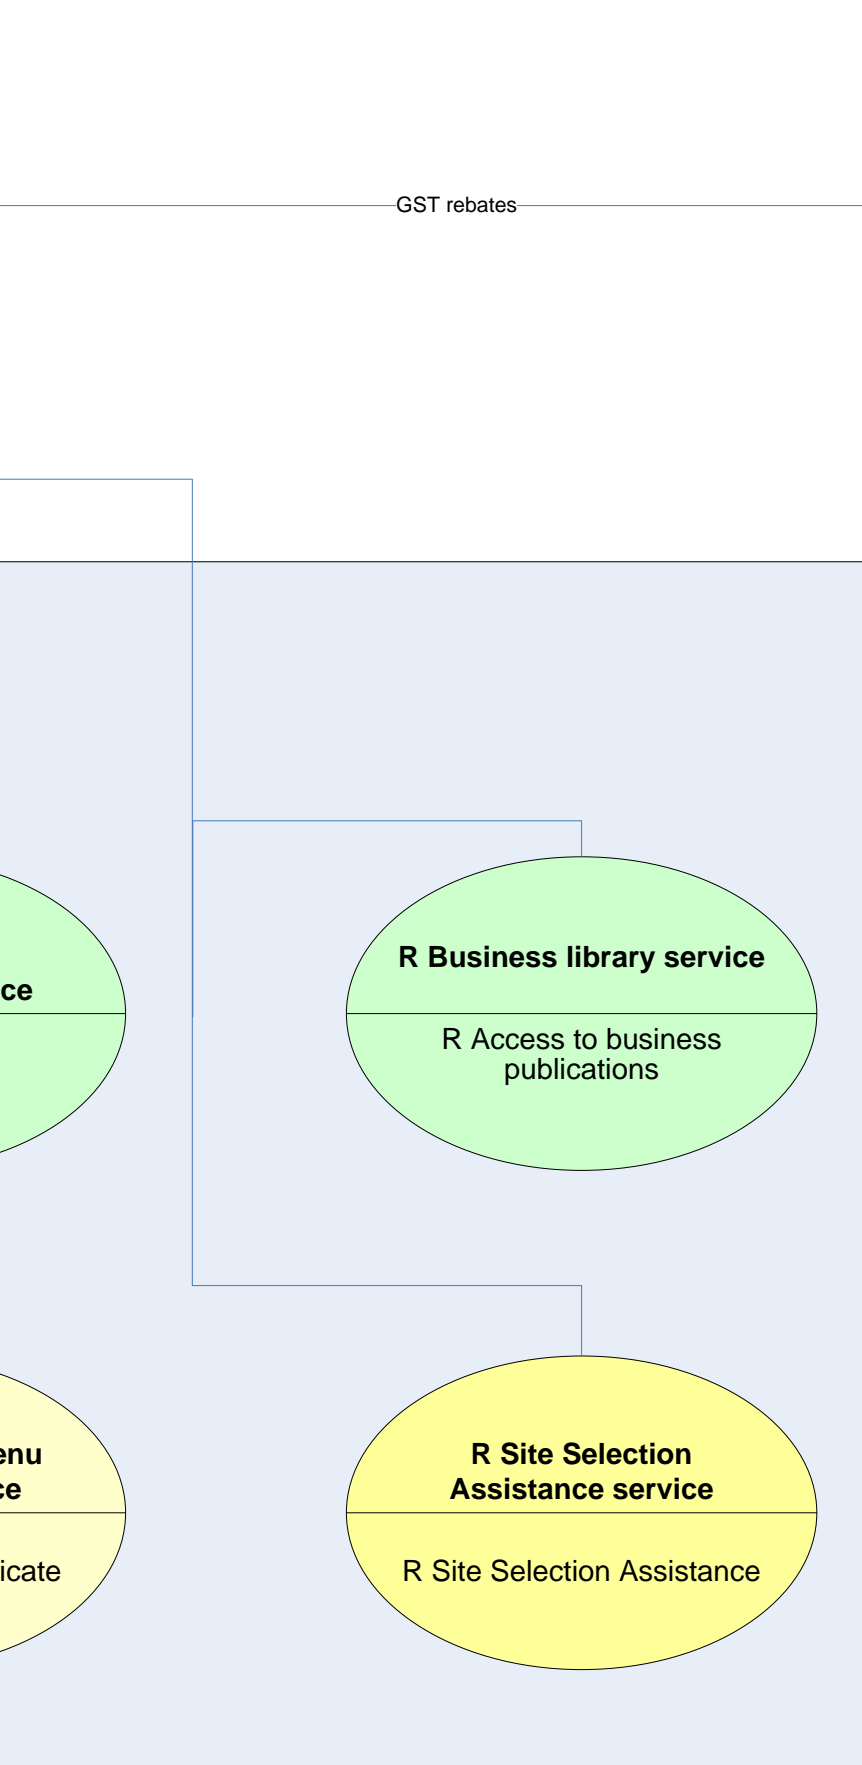 GST rebates
R Business library service
ce
R Access to business
publications
enu
ce
R Site Selection
Assistance service
icate
R Site Selection Assistance